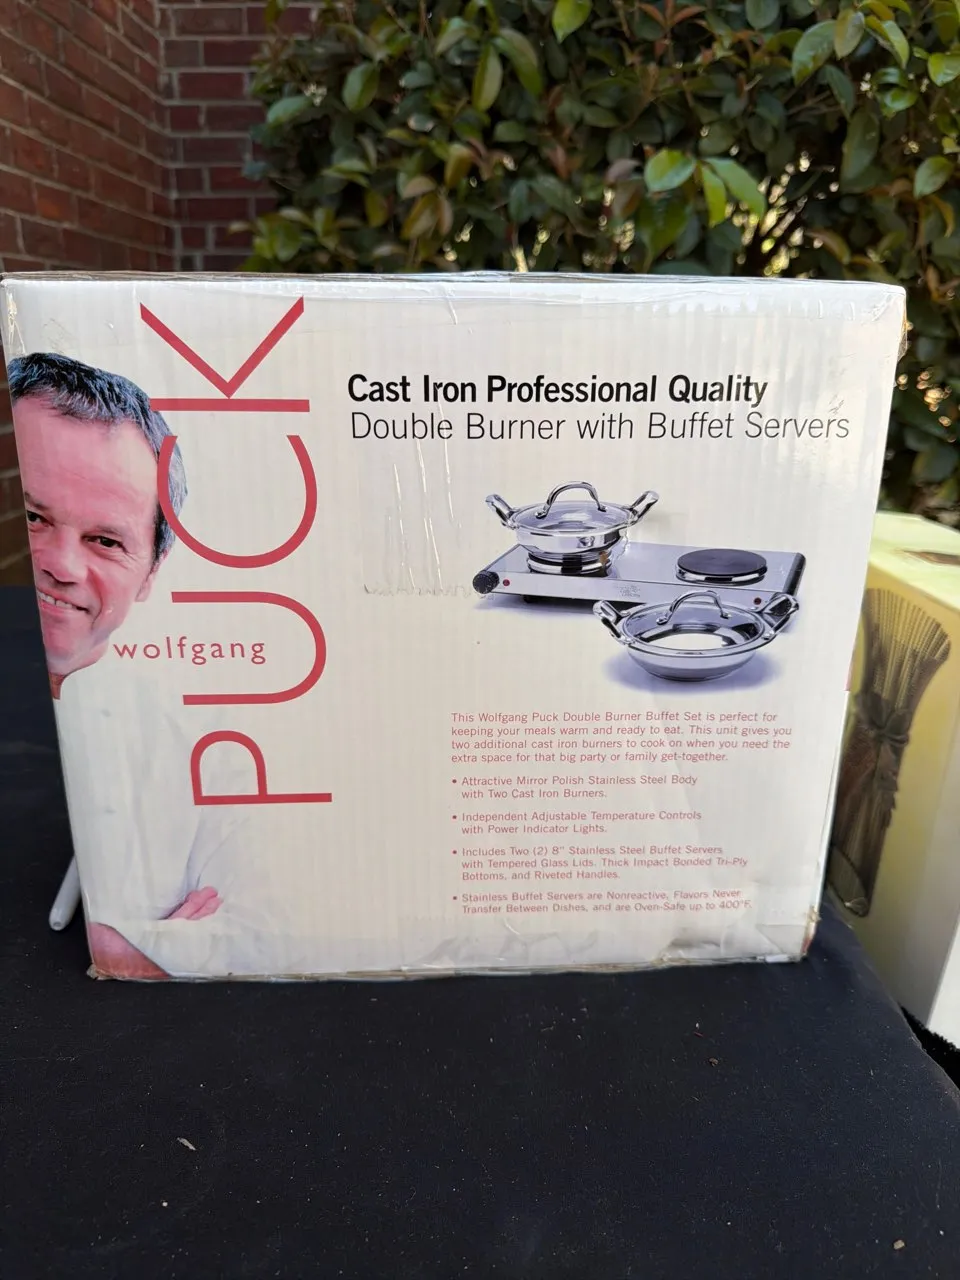 wolfgang
PUCK
Cast Iron Professional Quality
Double Burner with Buffet Servers
This Wolfgang Puck Double Burner Buffet Set is perfect for
keeping your meals warm and ready to eat. This unit gives you
two additional cast iron burners to cook on when you need the
extra space for that big party or family get-together.
• Attractive Mirror Polish Stainless Steel Body
with Two Cast Iron Burners.
• Independent Adjustable Temperature Controls
with Power Indicator Lights.
• Includes Two (2) 8" Stainless Steel Buffet Servers
with Tempered Glass Lids. Thick Impact Bonded Tri-Ply
Bottoms, and Riveted Handles.
• Stainless Buffet Servers are Nonreactive, Flavors Never
Transfer Between Dishes, and are Oven-Safe up to 400°F.